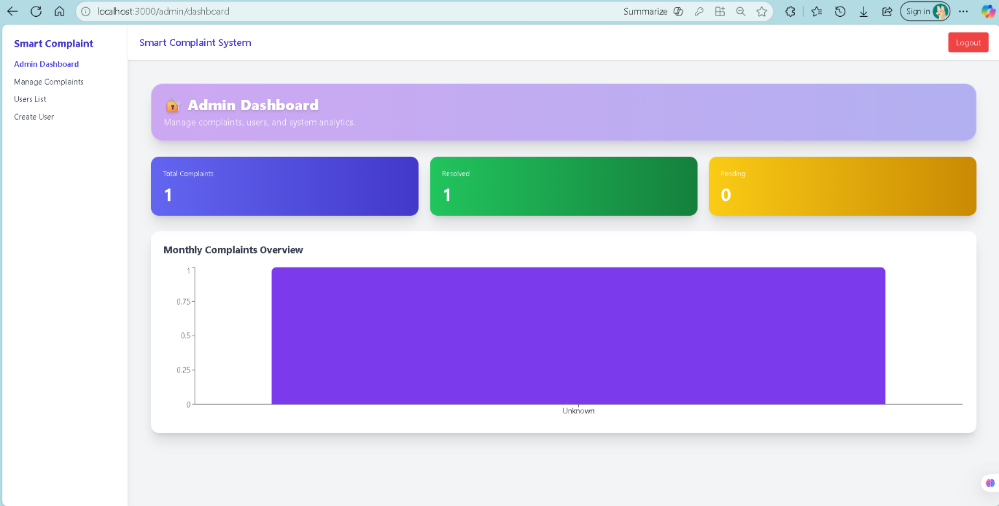 localhost:3000/admin/dashboard
Summarize
Sign in
Smart Complaint
Admin Dashboard
Manage Complaints
Users List
Create User
Smart Complaint System
Logout
Admin Dashboard
Manage complaints, users, and system analytics.
Total Complaints
1
Resolved
1
Pending
0
Monthly Complaints Overview
1
0.75
0.5
0.25
0
Unknown